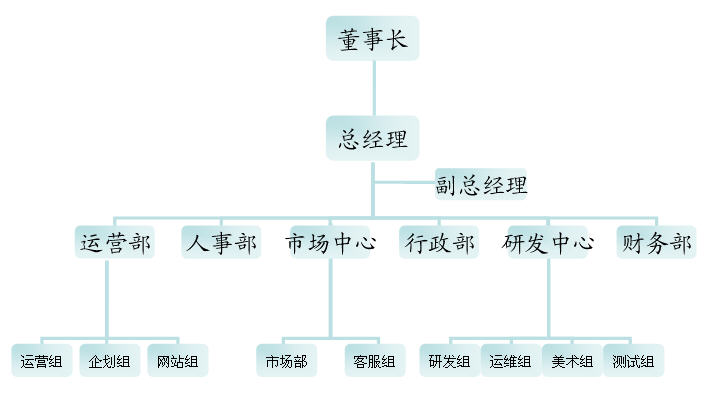 董事长
总经理
副总经理
运营部 人事部 市场中心 行政部 研发中心 财务部
运营组 企划组 网站组 市场部 客服组 研发组 运维组 美术组 测试组